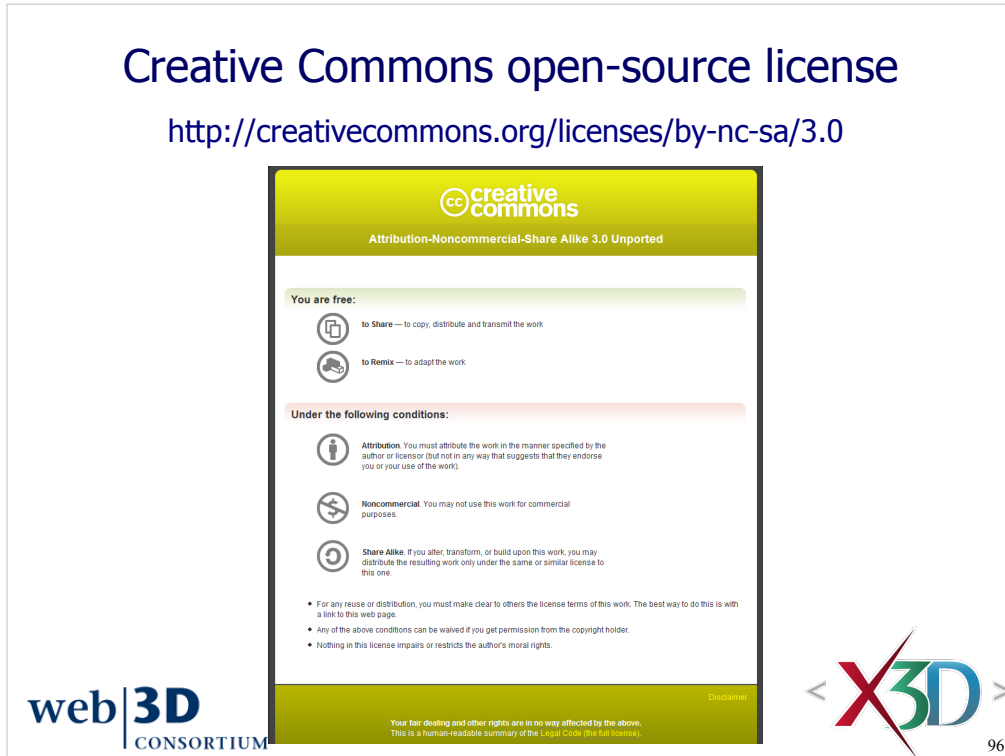 Creative Commons open-source license
http://creativecommons.org/licenses/by-nc-sa/3.0
cc creative
commons
Attribution-Noncommercial-Share Alike 3.0 Unported
You are free:
to Share — to copy, distribute and transmit the work
to Remix — to adapt the work
Under the following conditions:
Attribution. You must attribute the work in the manner specified by the
author or licensor (but not in any way that suggests that they endorse
you or your use of the work).
Noncommercial. You may not use this work for commercial
purposes.
Share Alike. If you alter, transform, or build upon this work, you may
distribute the resulting work only under the same or similar license to
this one.
For any reuse or distribution, you must make clear to others the license terms of this work. The best way to do this is with
a link to this web page.
Any of the above conditions can be waived if you get permission from the copyright holder.
Nothing in this license impairs or restricts the author's moral rights.
Disclaimer
Your fair dealing and other rights are in no way affected by the above.
This is a human-readable summary of the Legal Code (the full license).
web 3D
CONSORTIUM
< X3D >
96